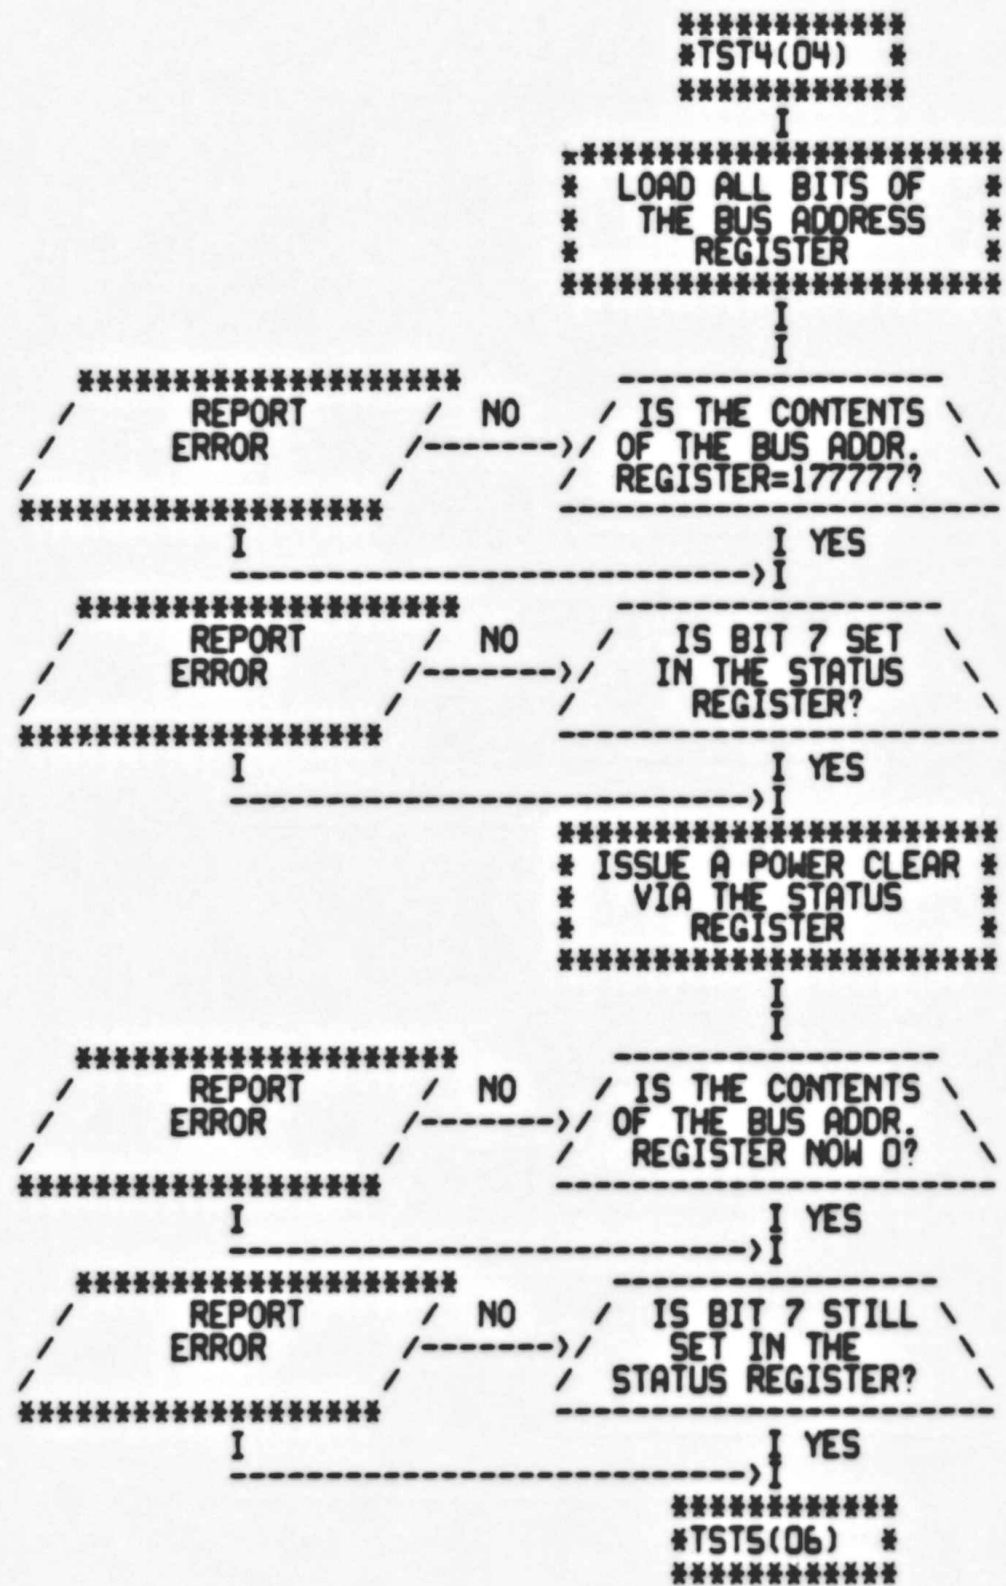 *TST4(04) *
LOAD ALL BITS OF
THE BUS ADDRESS
REGISTER
REPORT
ERROR
NO
IS THE CONTENTS
OF THE BUS ADDR.
REGISTER=177777?
YES
REPORT
ERROR
NO
IS BIT 7 SET
IN THE STATUS
REGISTER?
YES
ISSUE A POWER CLEAR
VIA THE STATUS
REGISTER
REPORT
ERROR
NO
IS THE CONTENTS
OF THE BUS ADDR.
REGISTER NOW 0?
YES
REPORT
ERROR
NO
IS BIT 7 STILL
SET IN THE
STATUS REGISTER?
YES
*TST5(06) *